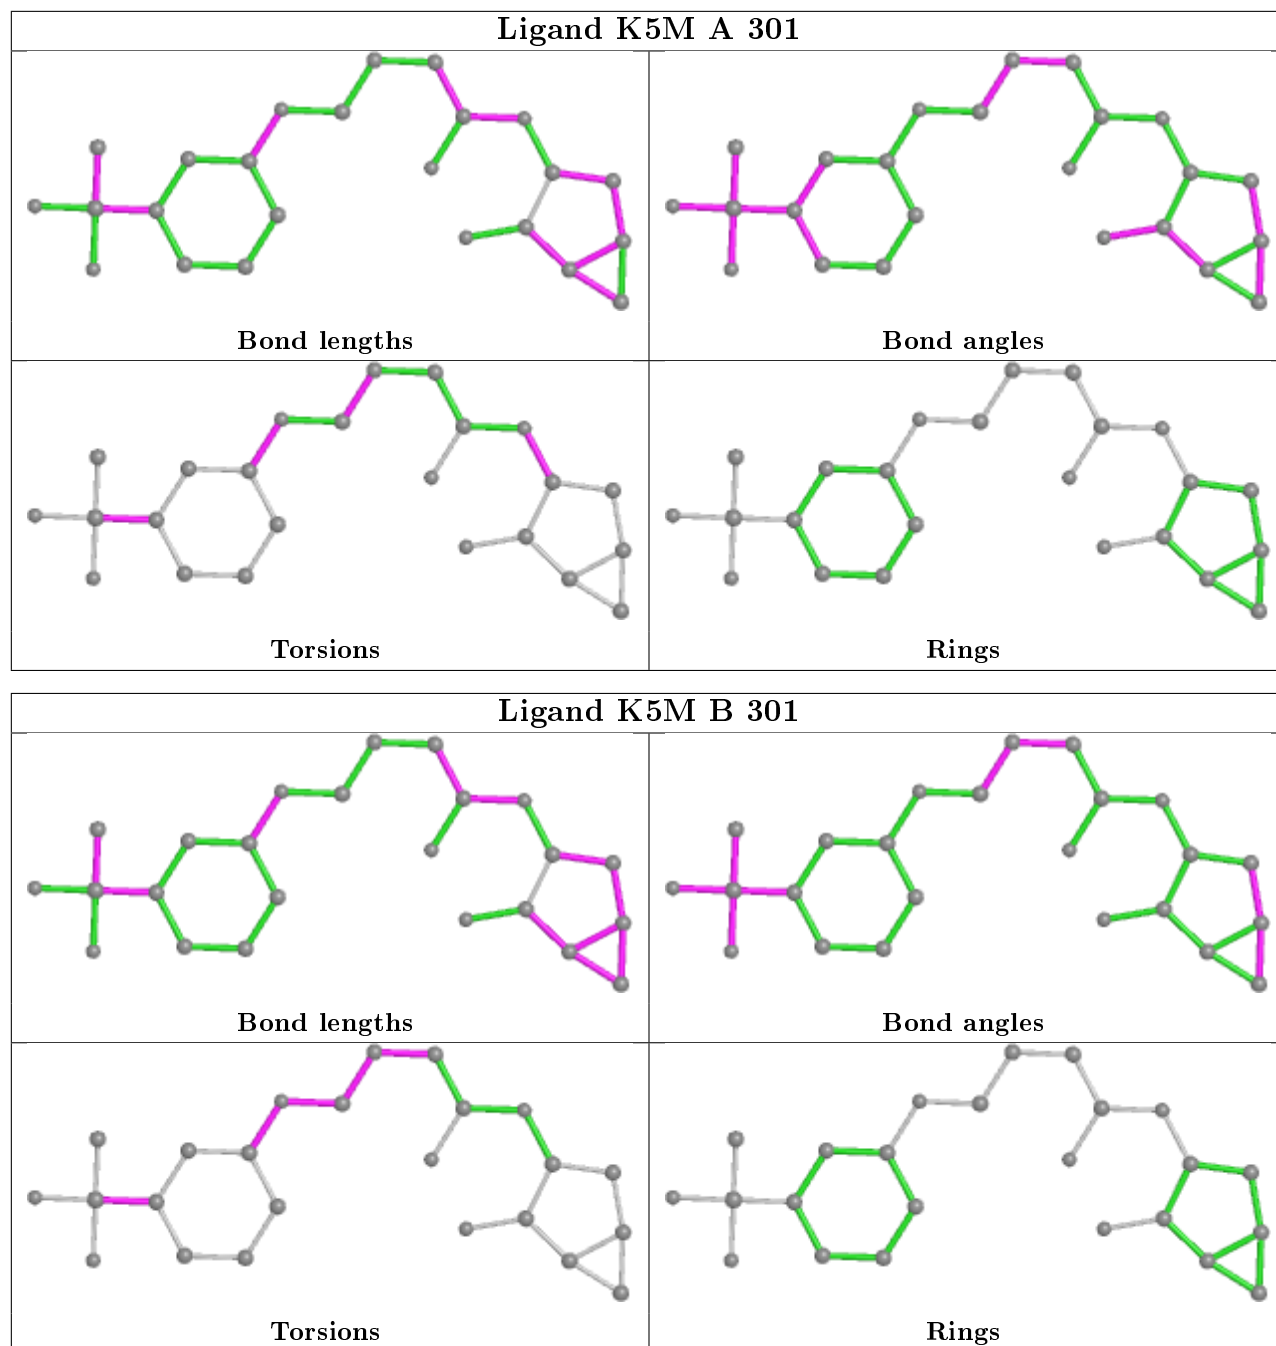 Ligand K5M A 301
Bond lengths
Bond angles
Torsions
Rings
Ligand K5M B 301
Bond lengths
Bond angles
Torsions
Rings